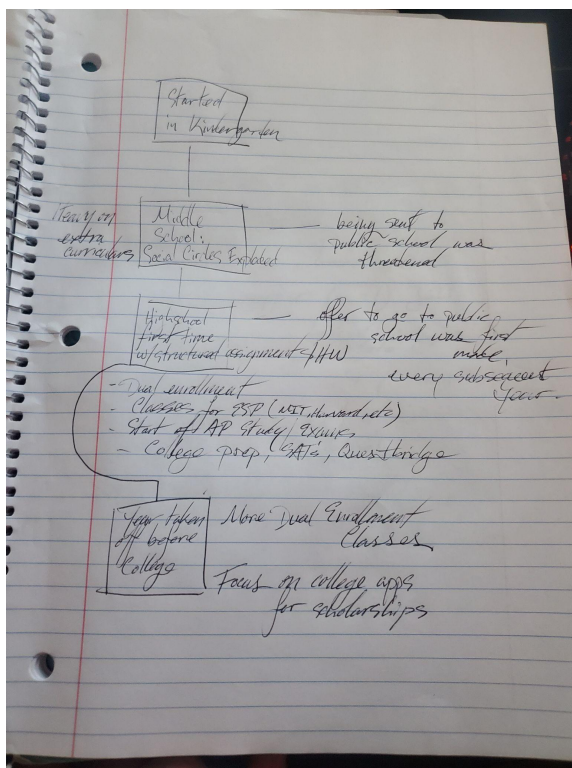 Started
in Kindergarten
Heavy on
extra
curriculars
Middle
School:
Social Circles Exploded
being sent to
public school was
threatened
Highschool
first time
w/structured assignments/HW
offer to go to public
school was first
made,
every subsequent
year.
- Dual enrollment
- Classes for ESP (MIT, Harvard, etc)
- Start of AP Study/Exams
- College prep, SATs, Questbridge
Year taken
off before
College
More Dual Enrollment
Classes
Focus on college apps
for scholarships